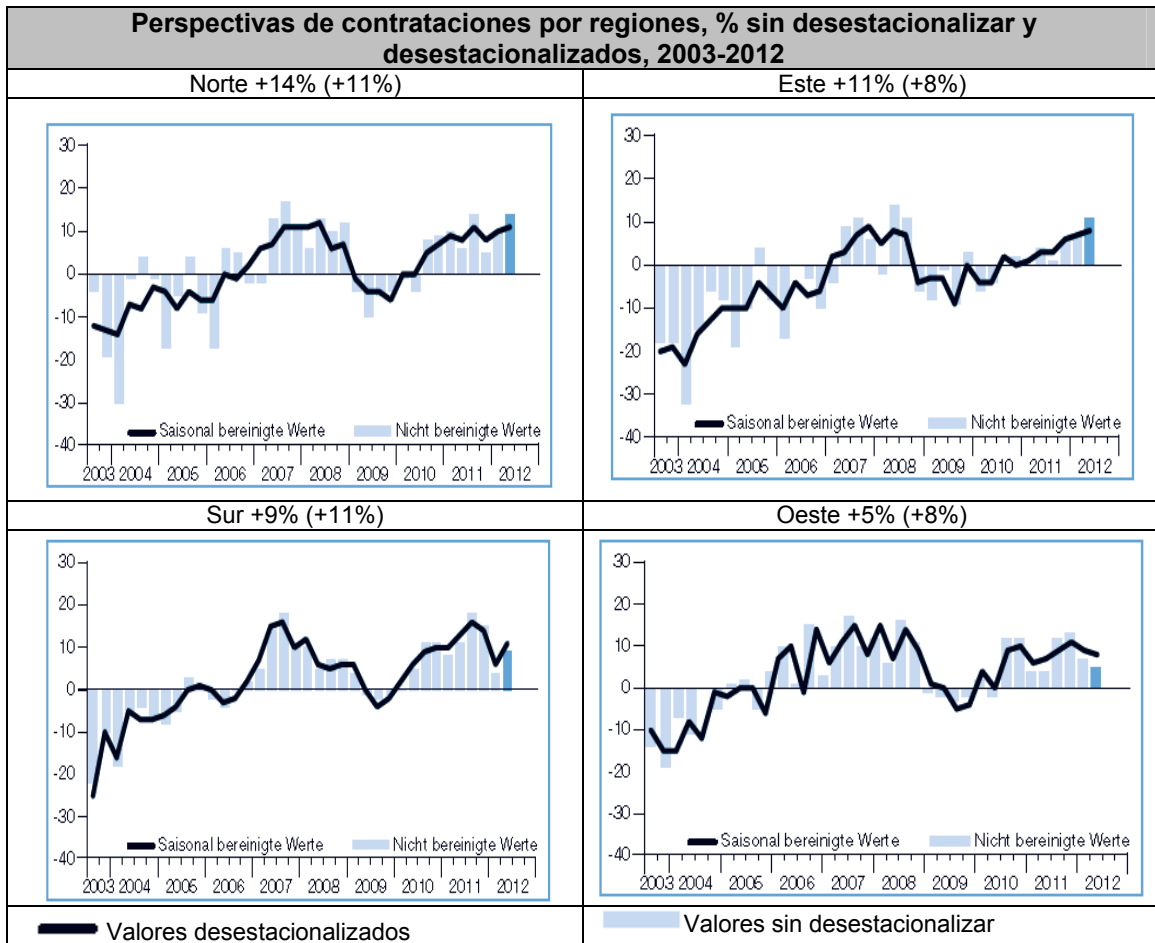 Perspectivas de contrataciones por regiones, % sin desestacionalizar y
desestacionalizados, 2003-2012
Norte +14% (+11%)
Este +11% (+8%)
30
20
10
0
-10
-20
-30
-40
Saisonal bereinigte Werte
Nicht bereinigte Werte
2003 2004 2005 2006 2007 2008 2009 2010 2011 2012
30
20
10
0
-10
-20
-30
-40
Saisonal bereinigte Werte
Nicht bereinigte Werte
2003 2004 2005 2006 2007 2008 2009 2010 2011 2012
Sur +9% (+11%)
Oeste +5% (+8%)
30
20
10
0
-10
-20
-30
-40
Saisonal bereinigte Werte
Nicht bereinigte Werte
2003 2004 2005 2006 2007 2008 2009 2010 2011 2012
30
20
10
0
-10
-20
-30
-40
Saisonal bereinigte Werte
Nicht bereinigte Werte
2003 2004 2005 2006 2007 2008 2009 2010 2011 2012
Valores desestacionalizados
Valores sin desestacionalizar